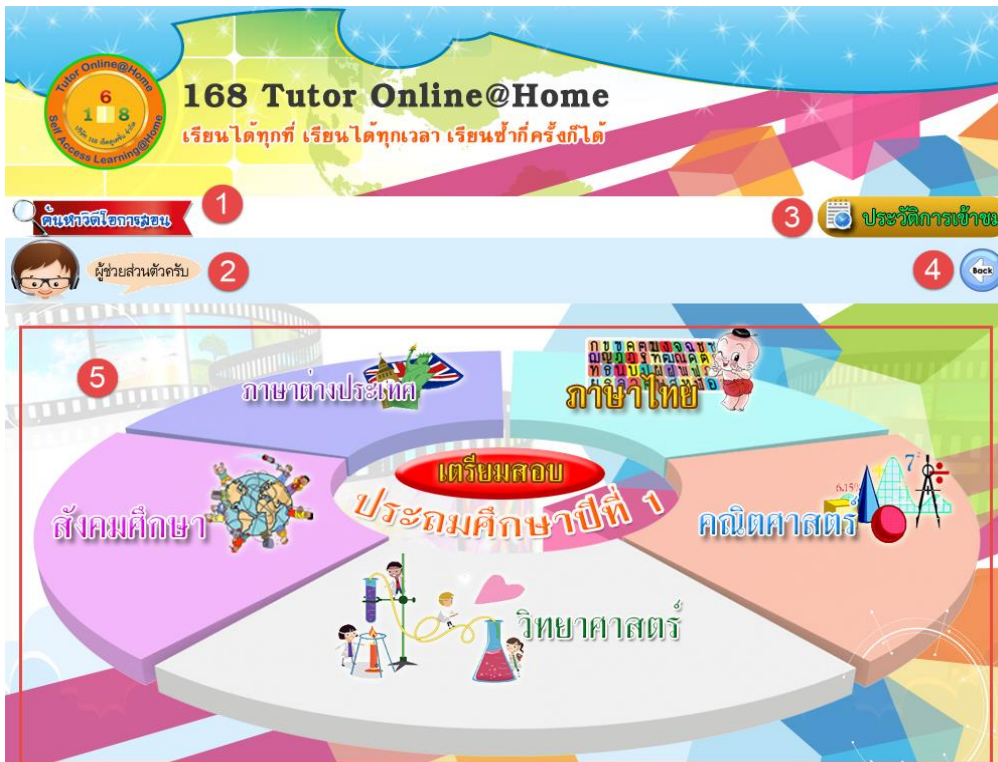 Tutor Online@Home
6
1 8
Self Access Learning@Home
168 Tutor Online@Home
เรียนได้ทุกที่ เรียนได้ทุกเวลา เรียนซ้ำกี่ครั้งก็ได้
ค้นหาวิดีโอการสอน
1
3
ประวัติการเข้าชม
ผู้ช่วยส่วนตัวครับ
2
4
Back
5
ภาษาต่างประเทศ
ภาษาไทย
เตรียมสอบ
ประถมศึกษาปีที่ 1
สังคมศึกษา
คณิตศาสตร์
วิทยาศาสตร์